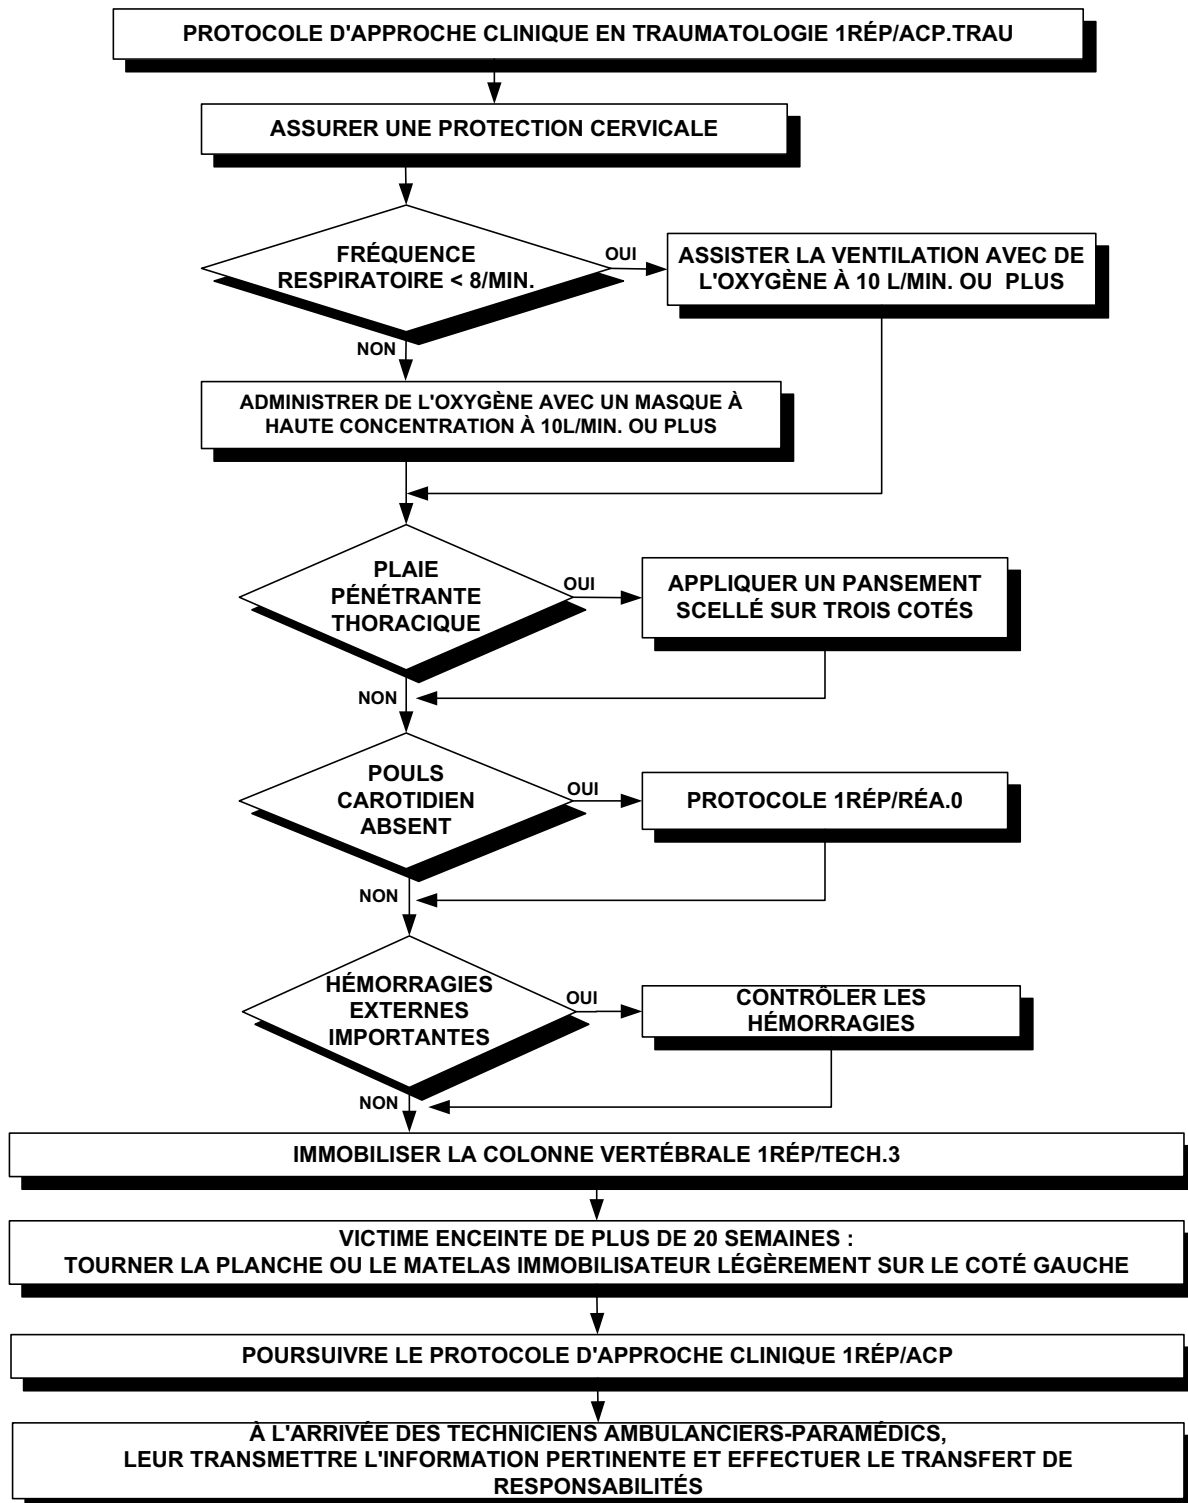 PROTOCOLE D'APPROCHE CLINIQUE EN TRAUMATOLOGIE 1RÉP/ACP.TRAU
ASSURER UNE PROTECTION CERVICALE
FRÉQUENCE
RESPIRATOIRE < 8/MIN.
OUI
ASSISTER LA VENTILATION AVEC DE
L'OXYGÈNE À 10 L/MIN. OU PLUS
NON
ADMINISTRER DE L'OXYGÈNE AVEC UN MASQUE À
HAUTE CONCENTRATION À 10L/MIN. OU PLUS
PLAIE
PÉNÉTRANTE
THORACIQUE
OUI
APPLIQUER UN PANSEMENT
SCELLÉ SUR TROIS COTÉS
NON
POULS
CAROTIDIEN
ABSENT
OUI
PROTOCOLE 1RÉP/RÉA.0
NON
HÉMORRAGIES
EXTERNES
IMPORTANTES
OUI
CONTRÔLER LES
HÉMORRAGIES
NON
IMMOBILISER LA COLONNE VERTÉBRALE 1RÉP/TECH.3
VICTIME ENCEINTE DE PLUS DE 20 SEMAINES :
TOURNER LA PLANCHE OU LE MATELAS IMMOBILISATEUR LÉGÈREMENT SUR LE COTÉ GAUCHE
POURSUIVRE LE PROTOCOLE D'APPROCHE CLINIQUE 1RÉP/ACP
À L'ARRIVÉE DES TECHNICIENS AMBULANCIERS-PARAMÉDICS,
LEUR TRANSMETTRE L'INFORMATION PERTINENTE ET EFFECTUER LE TRANSFERT DE
RESPONSABILITÉS